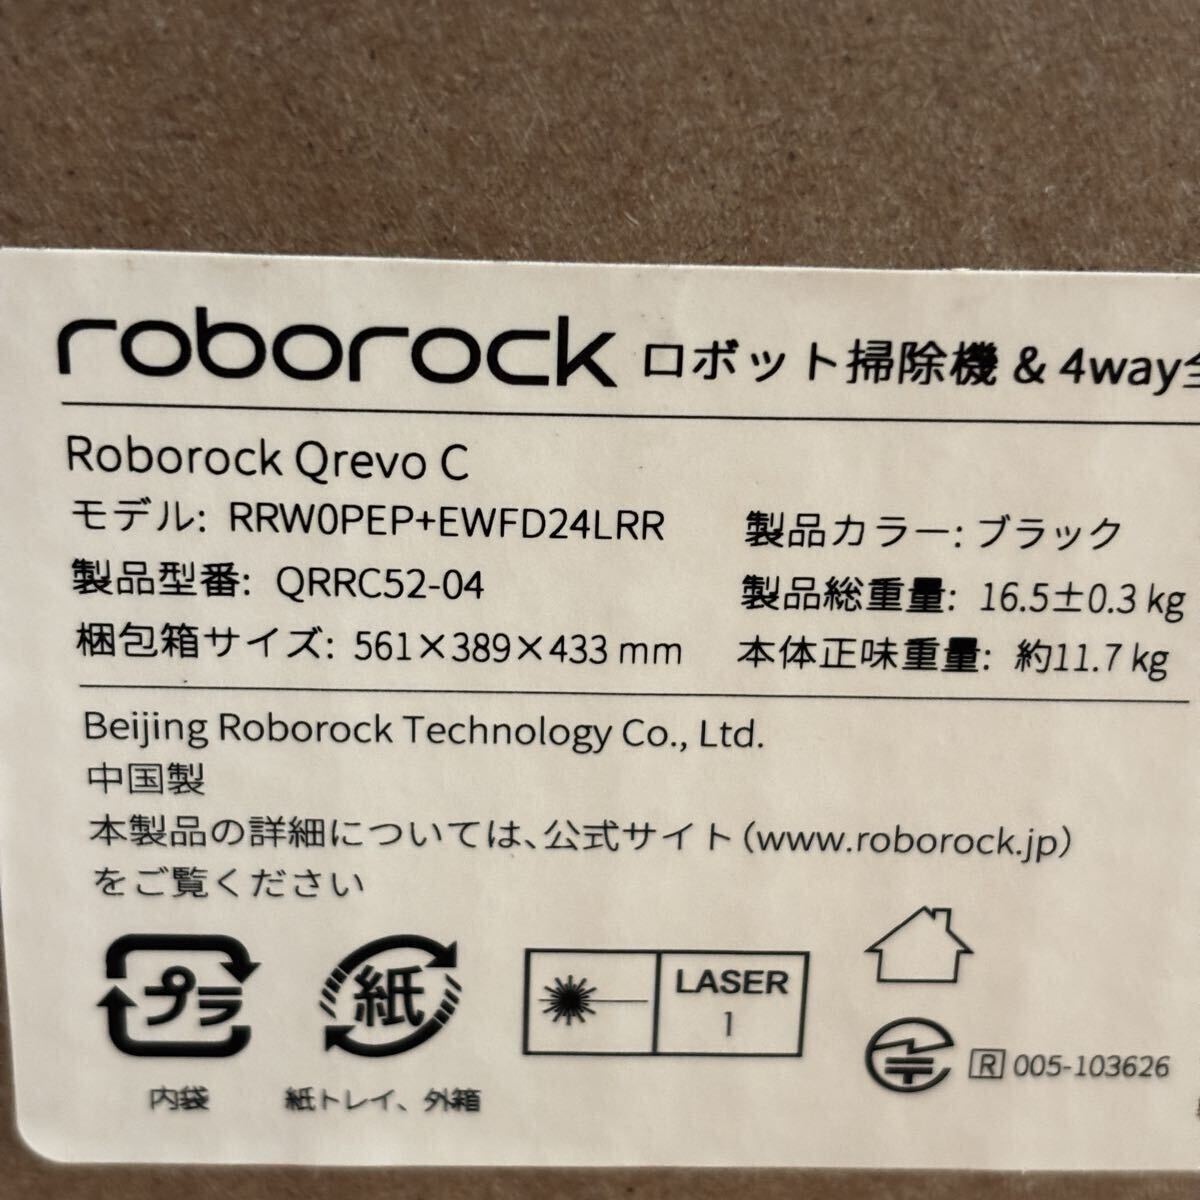 roborock ロボット掃除機 & 4way全
Roborock Qrevo C
モデル: RRW0PEP+EWFD24LRR
製品カラー: ブラック
製品型番: QRRC52-04
製品総重量: 16.5±0.3 kg
梱包箱サイズ: 561×389×433 mm
本体正味重量: 約11.7 kg
Beijing Roborock Technology Co., Ltd.
中国製
本製品の詳細については、公式サイト(www.roborock.jp)
をご覧ください
プラ
紙
LASER
1
R 005-103626
内袋
紙トレイ、外箱